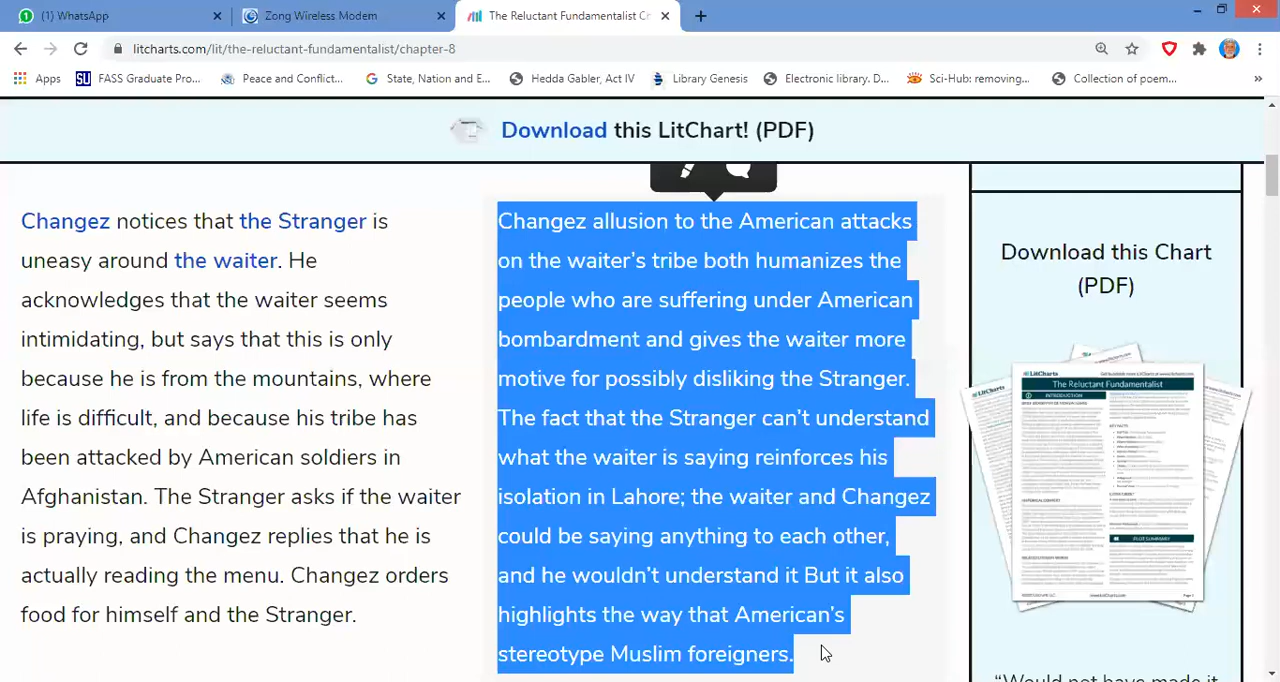 (1) WhatsApp
Zong Wireless Modem
The Reluctant Fundamentalist Ch
litcharts.com/lit/the-reluctant-fundamentalist/chapter-8
Apps
SU FASS Graduate Pro...
Peace and Conflict...
State, Nation and E...
Hedda Gabler, Act IV
Library Genesis
Electronic library. D...
Sci-Hub: removing...
Collection of poem...
»
Download this LitChart! (PDF)
Changez notices that the Stranger is
uneasy around the waiter. He
acknowledges that the waiter seems
intimidating, but says that this is only
because he is from the mountains, where
life is difficult, and because his tribe has
been attacked by American soldiers in
Afghanistan. The Stranger asks if the waiter
is praying, and Changez replies that he is
actually reading the menu. Changez orders
food for himself and the Stranger.
Changez allusion to the American attacks
on the waiter's tribe both humanizes the
people who are suffering under American
bombardment and gives the waiter more
motive for possibly disliking the Stranger.
The fact that the Stranger can't understand
what the waiter is saying reinforces his
isolation in Lahore; the waiter and Changez
could be saying anything to each other,
and he wouldn't understand it But it also
highlights the way that American's
stereotype Muslim foreigners.
Download this Chart
(PDF)
LitCharts
The Reluctant Fundamentalist
INTRODUCTION
PLOT SUMMARY
"Would not have made it